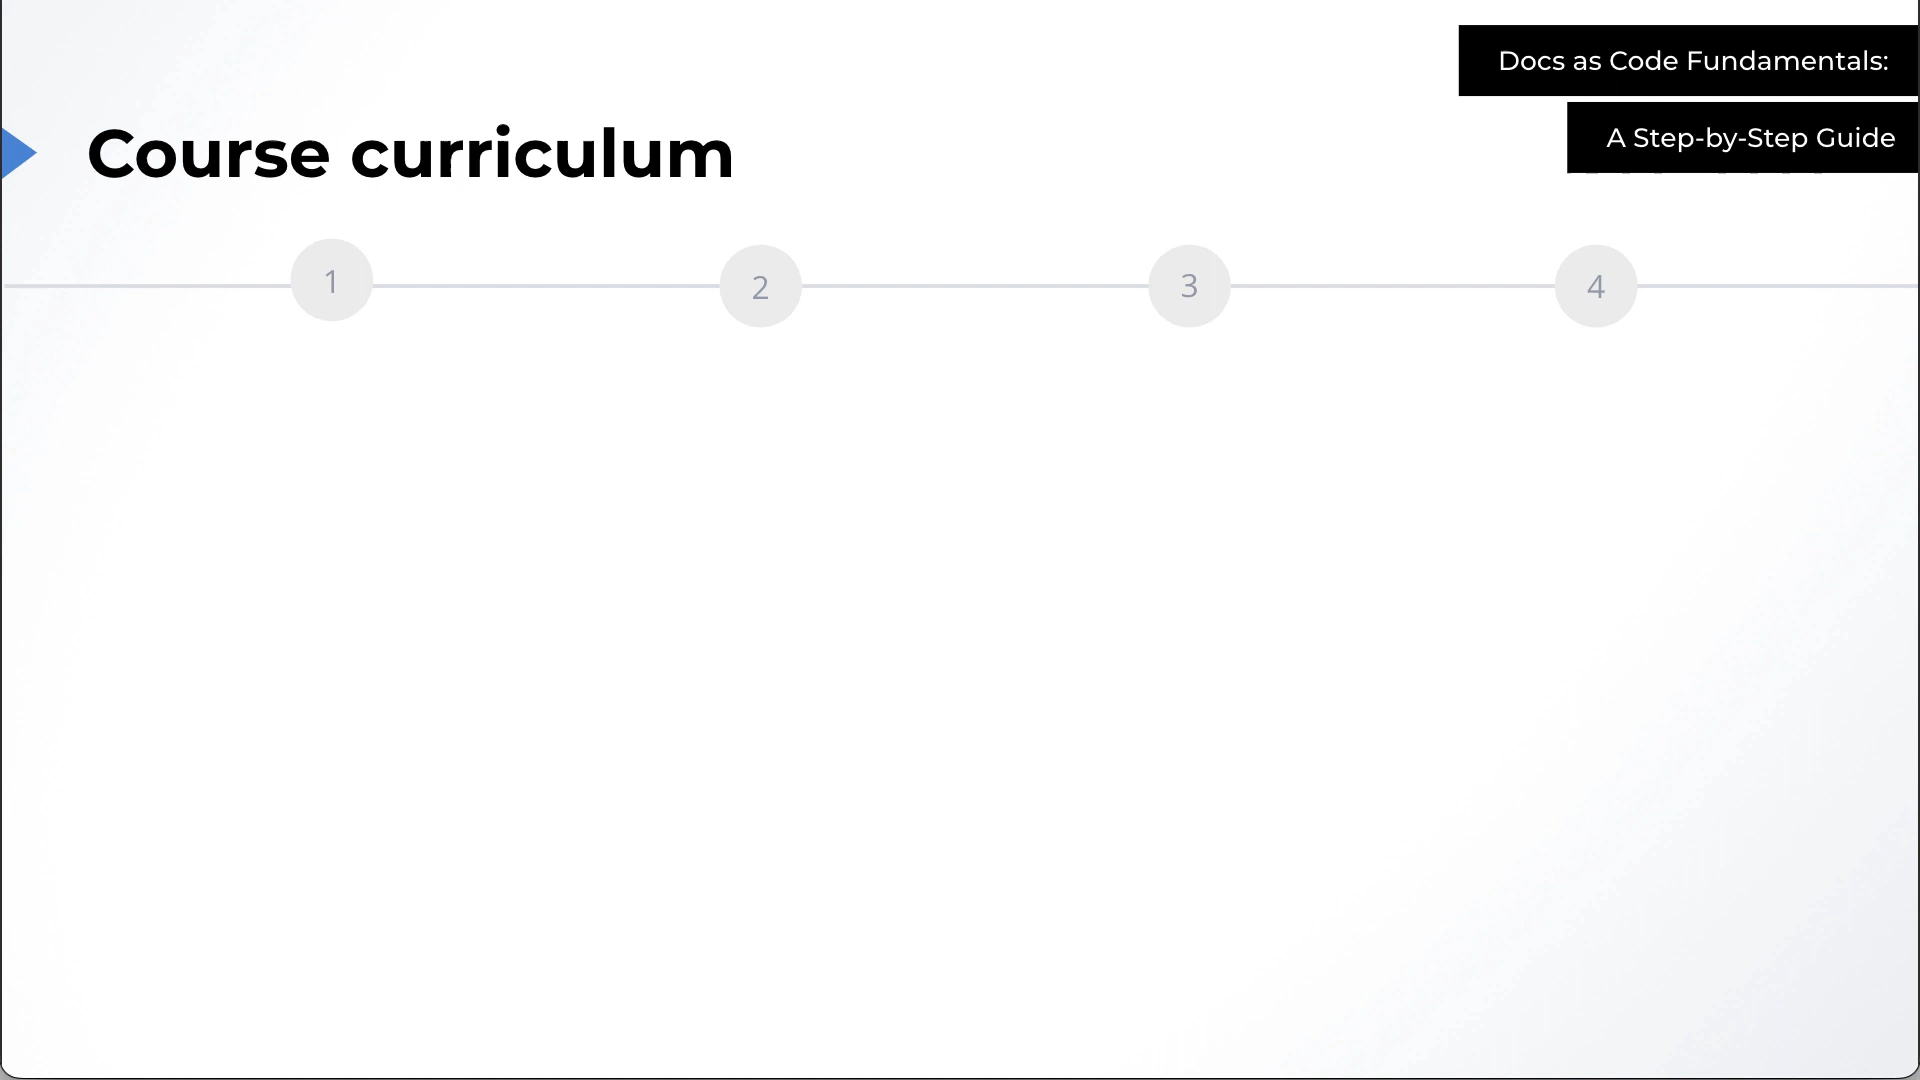 Docs as Code Fundamentals:
A Step-by-Step Guide
Course curriculum
1
2
3
4